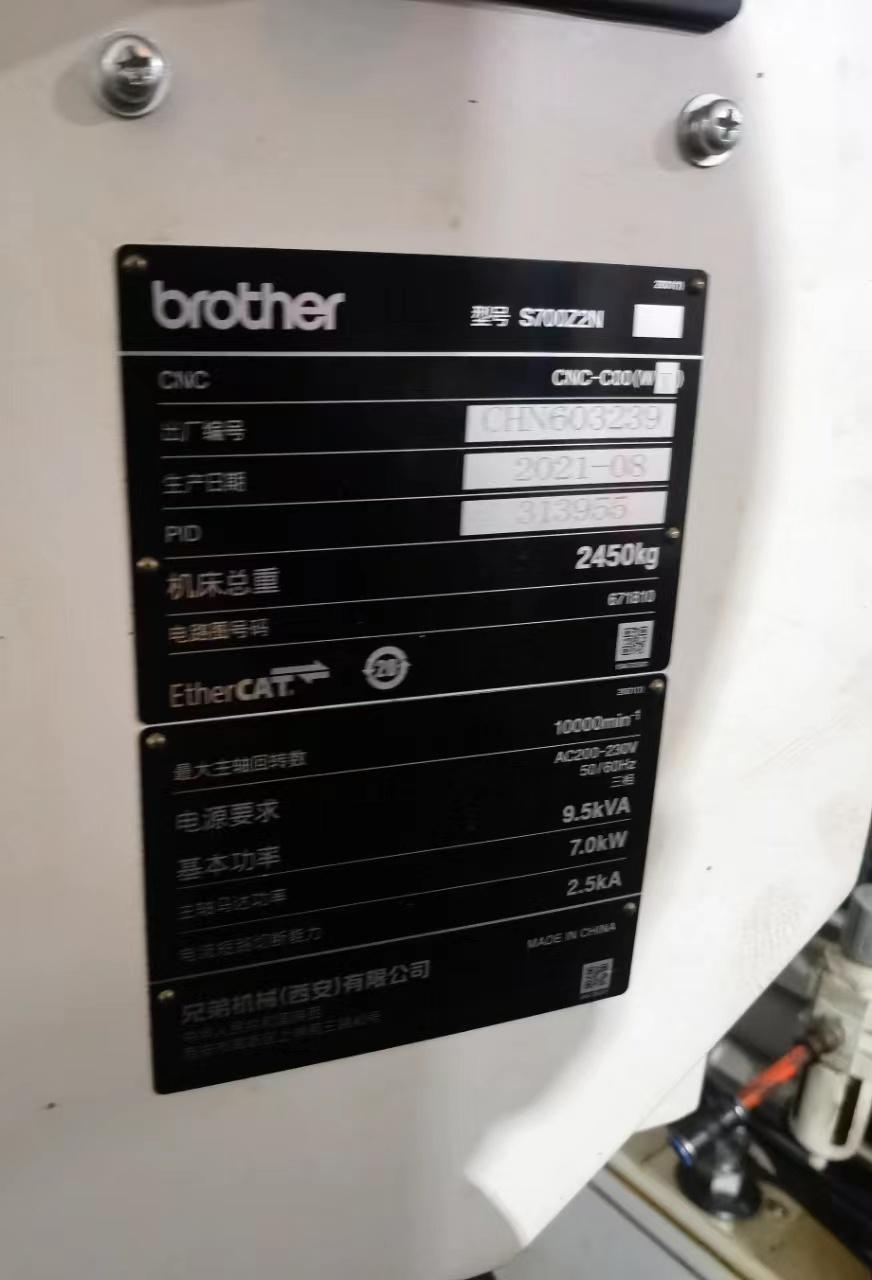 brother 型号 S700Z2N
CNC CNC-C00(W
出厂编号 CHN603239
生产日期 2021-08
PID 313955
机床总重 2450kg
电路图号码 671810
EtherCAT. 20
最大主轴回转数 10000min⁻¹
电源要求 AC200-230V
50/60Hz
三相
基本功率 9.5kVA
主轴马达功率 7.0kW
电流短路切断能力 2.5kA
MADE IN CHINA
兄弟机械(西安)有限公司